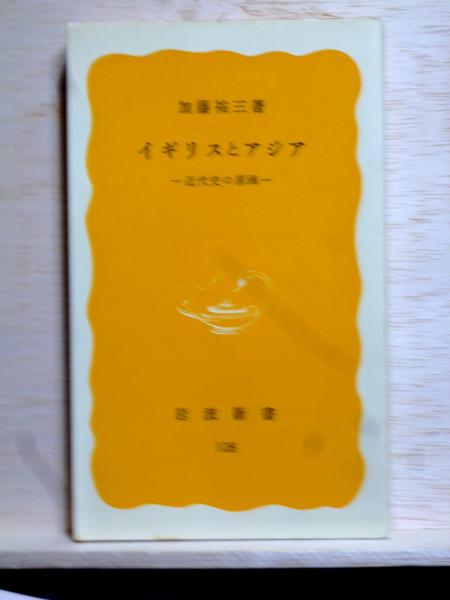 加藤祐三著
イギリスとアジア
—近代史の原画—
岩波新書
108